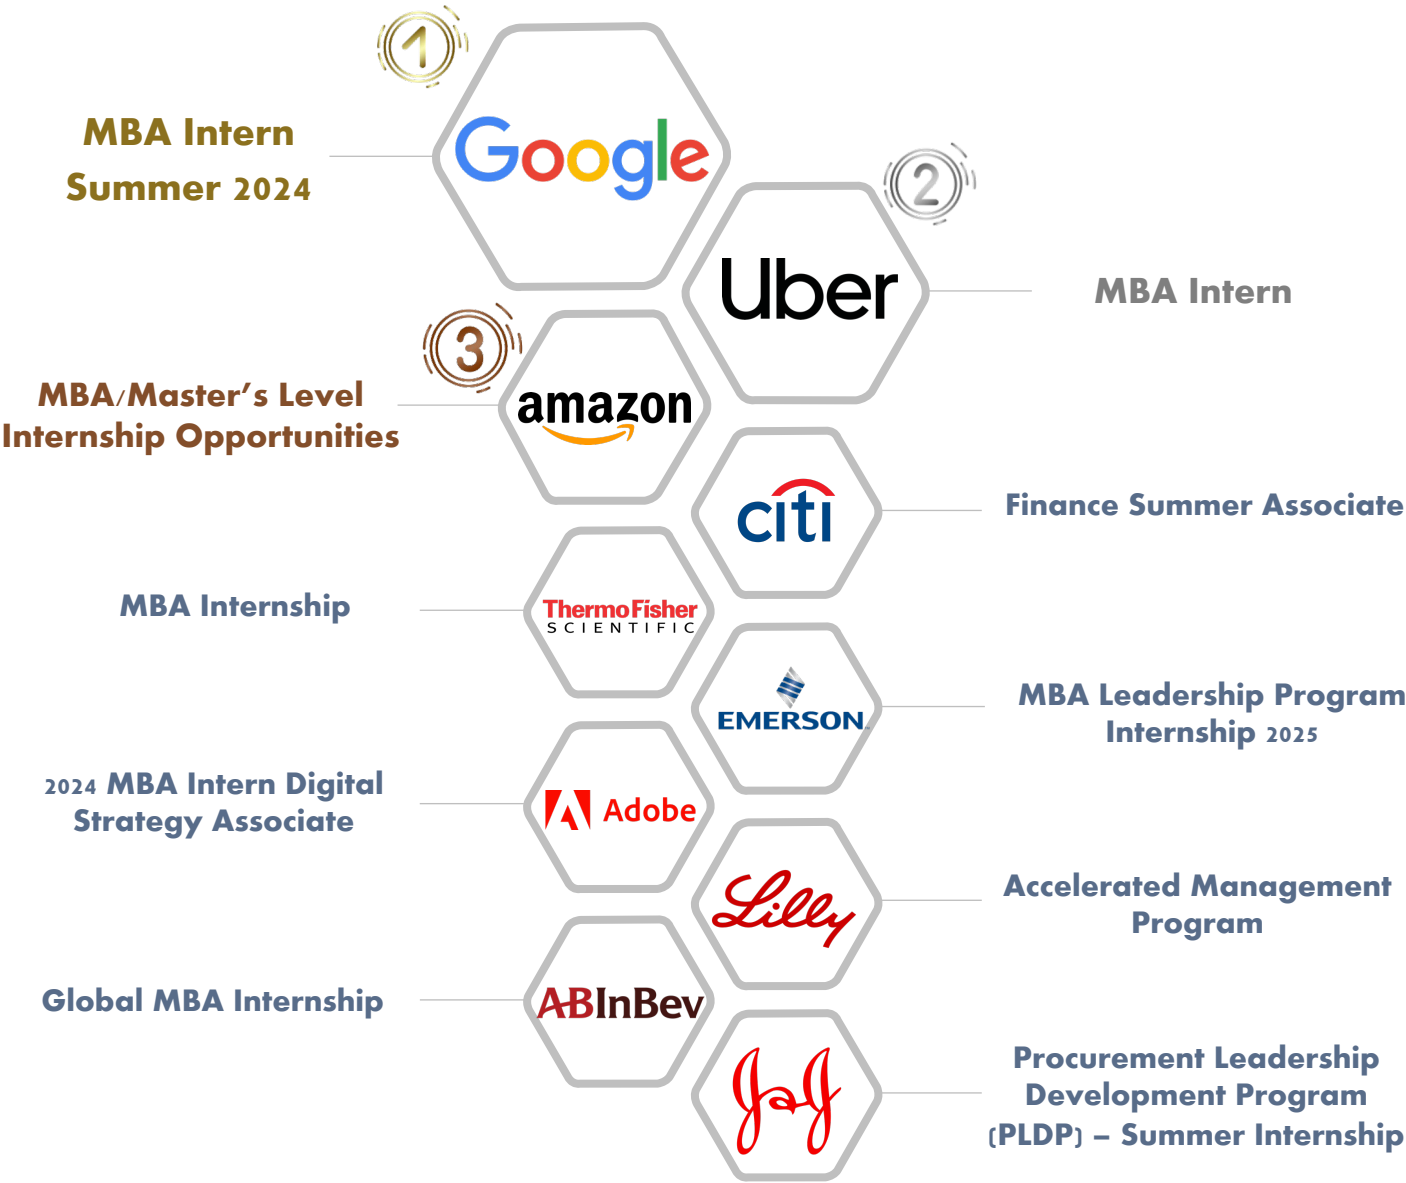 1
Google
MBA Intern
Summer 2024
2
Uber
MBA Intern
3
amazon
MBA/Master’s Level
Internship Opportunities
citi
Finance Summer Associate
ThermoFisher
SCIENTIFIC
MBA Internship
EMERSON
MBA Leadership Program
Internship 2025
Adobe
2024 MBA Intern Digital
Strategy Associate
Lilly
Accelerated Management
Program
ABInBev
Global MBA Internship
J&J
Procurement Leadership
Development Program
(PLDP) – Summer Internship